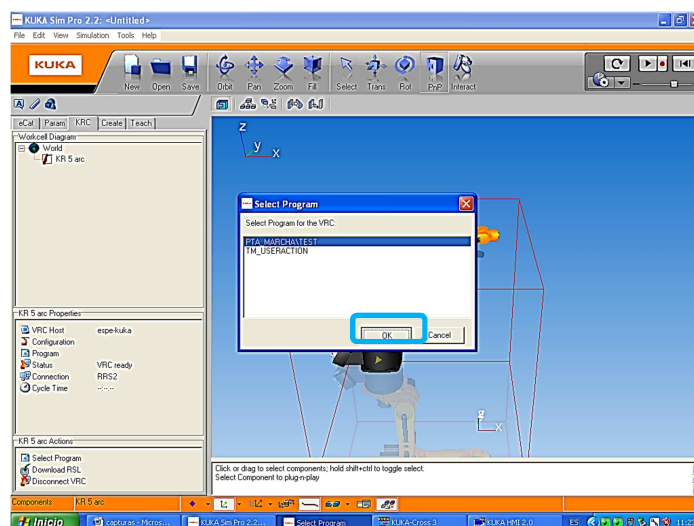 KUKA Sim Pro 2.2: <Untitled>
File Edit View Simulation Tools Help
KUKA
New Open Save Orbit Pan Zoom Fill Select Trans Rot PnP Interact
eCat Param KRC Create Teach
Workcell Diagram
World
KR 5 arc
z
y
x
Select Program
Select Program for the VRC:
PTA_MARCHA\TEST
TM_USERACTION
OK Cancel
KR 5 arc Properties
VRC Host espe-kuka
Configuration
Program
Status VRC ready
Connection RRS2
Cycle Time --:--,--
z
x
KR 5 arc Actions
Select Program
Download RSL
Disconnect VRC
Click or drag to select components; hold shift+ctrl to toggle select.
Select Component to plug-n-play
Components KR 5 arc
Inicio capturas - Micros... KUKA Sim Pro 2.2... Select Program KUKA-Cross 3 KUKA HMI 2.0 ES